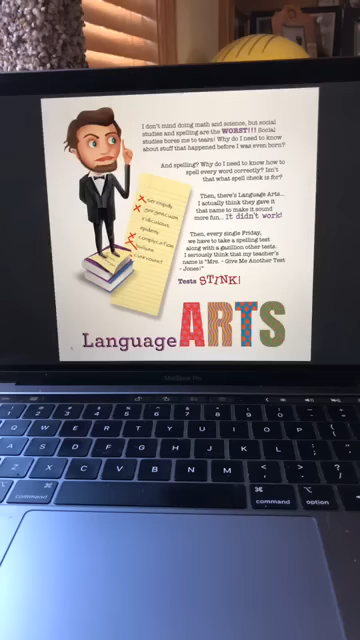 I don't mind doing math and science, but social
studies and spelling are the WORST!!! Social
studies bores me to tears! Why do I need to know
about stuff that happened before I was even born?
And spelling? Why do I need to know how to
spell every word correctly? Isn't
that what spell check is for?
Then, there's Language Arts...
I actually think they gave it
that name to make it sound
more fun... it didn't work!
Then, every single Friday,
we have to take a spelling test
along with a gazillion other tests.
I seriously think that my teacher's
name is "Mrs. - Give Me Another Test
- Jones!"
Tests STINK!
Language ARTS
MacBook Pro
Q W E R T Y U I O P
A S D F G H J K L
Z X C V B N M
command
command option